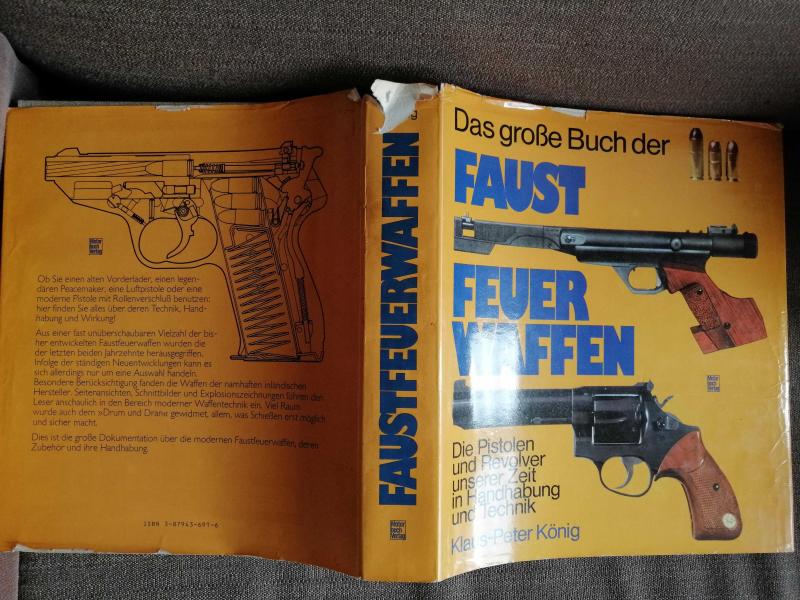 Motor
buch
Verlag
Ob Sie einen alten Vorderlader, einen legen-
dären Peacemaker, eine Luftpistole oder eine
moderne Pistole mit Rollenverschluß benutzen:
hier finden Sie alles über deren Technik, Hand-
habung und Wirkung!
Aus einer fast unüberschaubaren Vielzahl der bis-
her entwickelten Faustfeuerwaffen wurden die
der letzten beiden Jahrzehnte herausgegriffen.
Infolge der ständigen Neuentwicklungen kann es
sich allerdings nur um eine Auswahl handeln.
Besondere Berücksichtigung fanden die Waffen der namhaften inländischen
Hersteller. Seitenansichten, Schnittbilder und Explosionszeichnungen führen den
Leser anschaulich in den Bereich moderner Waffentechnik ein. Viel Raum
wurde auch dem »Drum und Dran« gewidmet, allem, was Schießen erst möglich
und sicher macht.
Dies ist die große Dokumentation über die modernen Faustfeuerwaffen, deren
Zubehör und ihre Handhabung.
ISBN 3-87943-697-6
FAUSTFEUERWAFFEN
Motor
buch
Verlag
Das große Buch der
FAUST
FEUER
WAFFEN
Motor
buch
Verlag
Die Pistolen
und Revolver
unserer Zeit
in Handhabung
und Technik
Klaus-Peter König